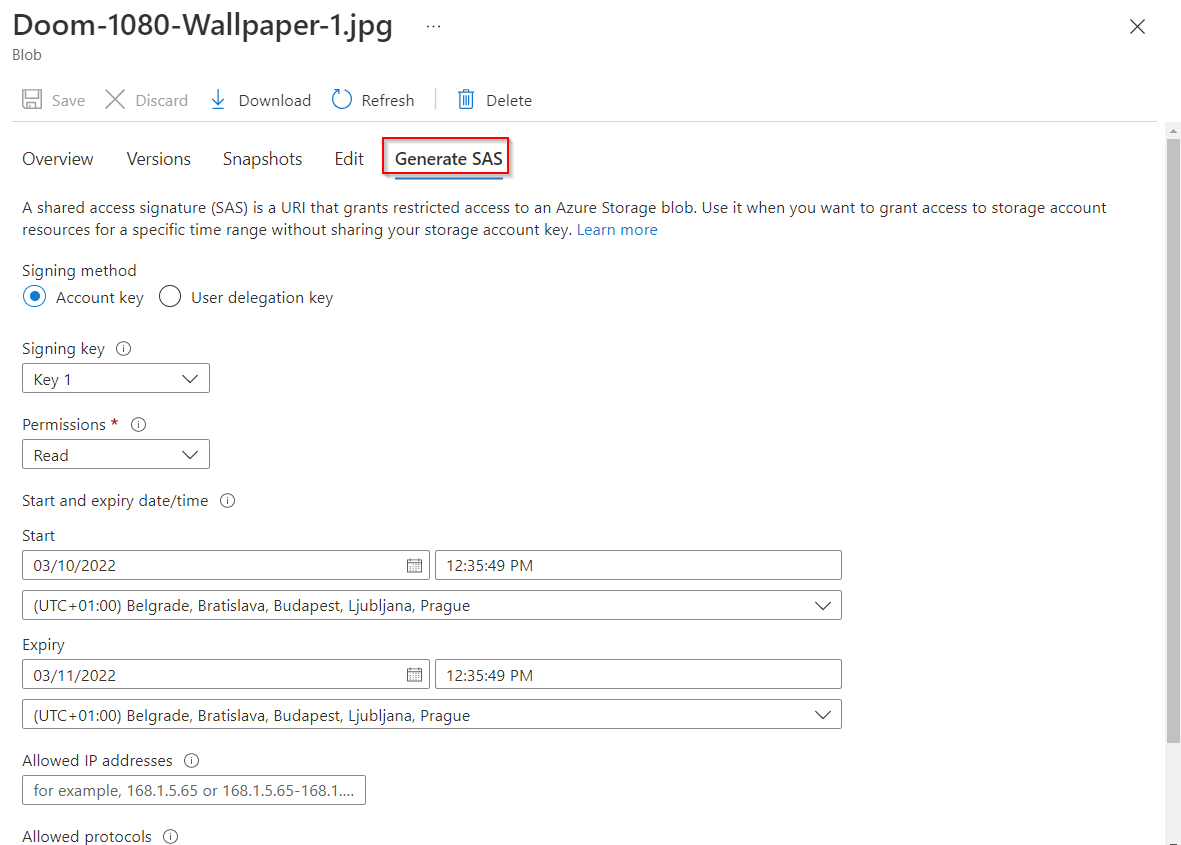 Doom-1080-Wallpaper-1.jpg ...
Blob
Save Discard Download Refresh Delete
Overview Versions Snapshots Edit Generate SAS
A shared access signature (SAS) is a URI that grants restricted access to an Azure Storage blob. Use it when you want to grant access to storage account
resources for a specific time range without sharing your storage account key. Learn more
Signing method
Account key User delegation key
Signing key
Key 1
Permissions *
Read
Start and expiry date/time
Start
03/10/2022 12:35:49 PM
(UTC+01:00) Belgrade, Bratislava, Budapest, Ljubljana, Prague
Expiry
03/11/2022 12:35:49 PM
(UTC+01:00) Belgrade, Bratislava, Budapest, Ljubljana, Prague
Allowed IP addresses
for example, 168.1.5.65 or 168.1.5.65-168.1....
Allowed protocols